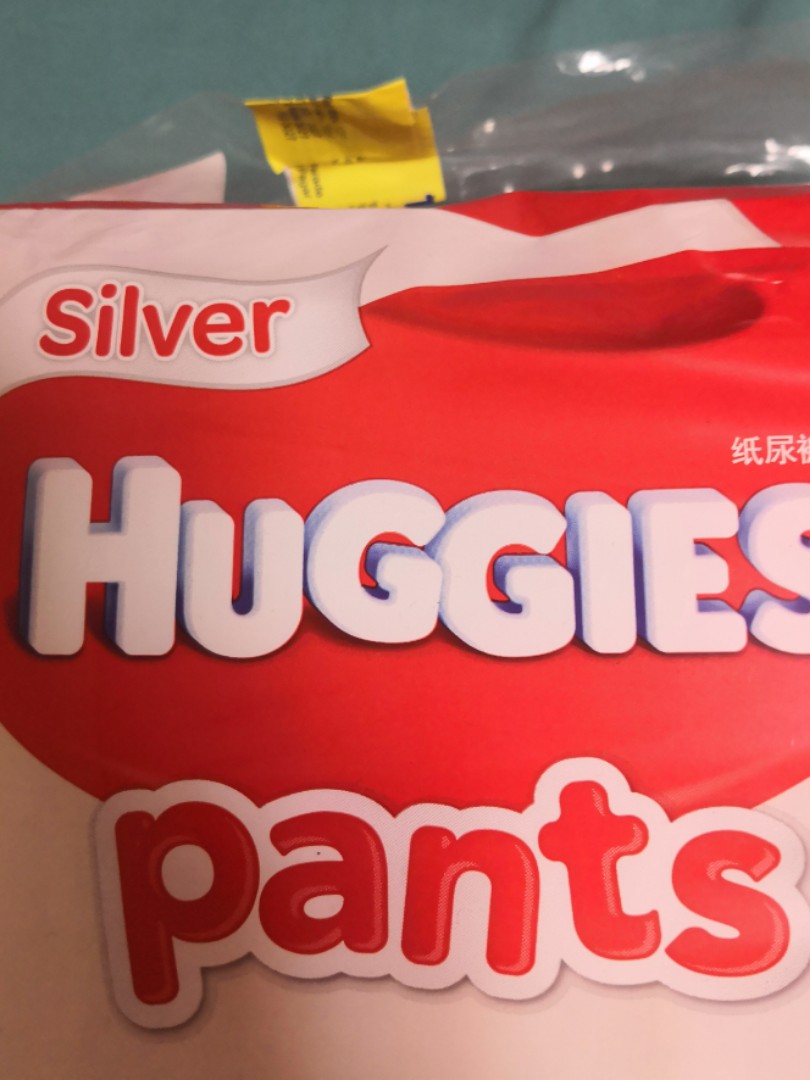 Silver
纸尿裤
HUGGIES
pants